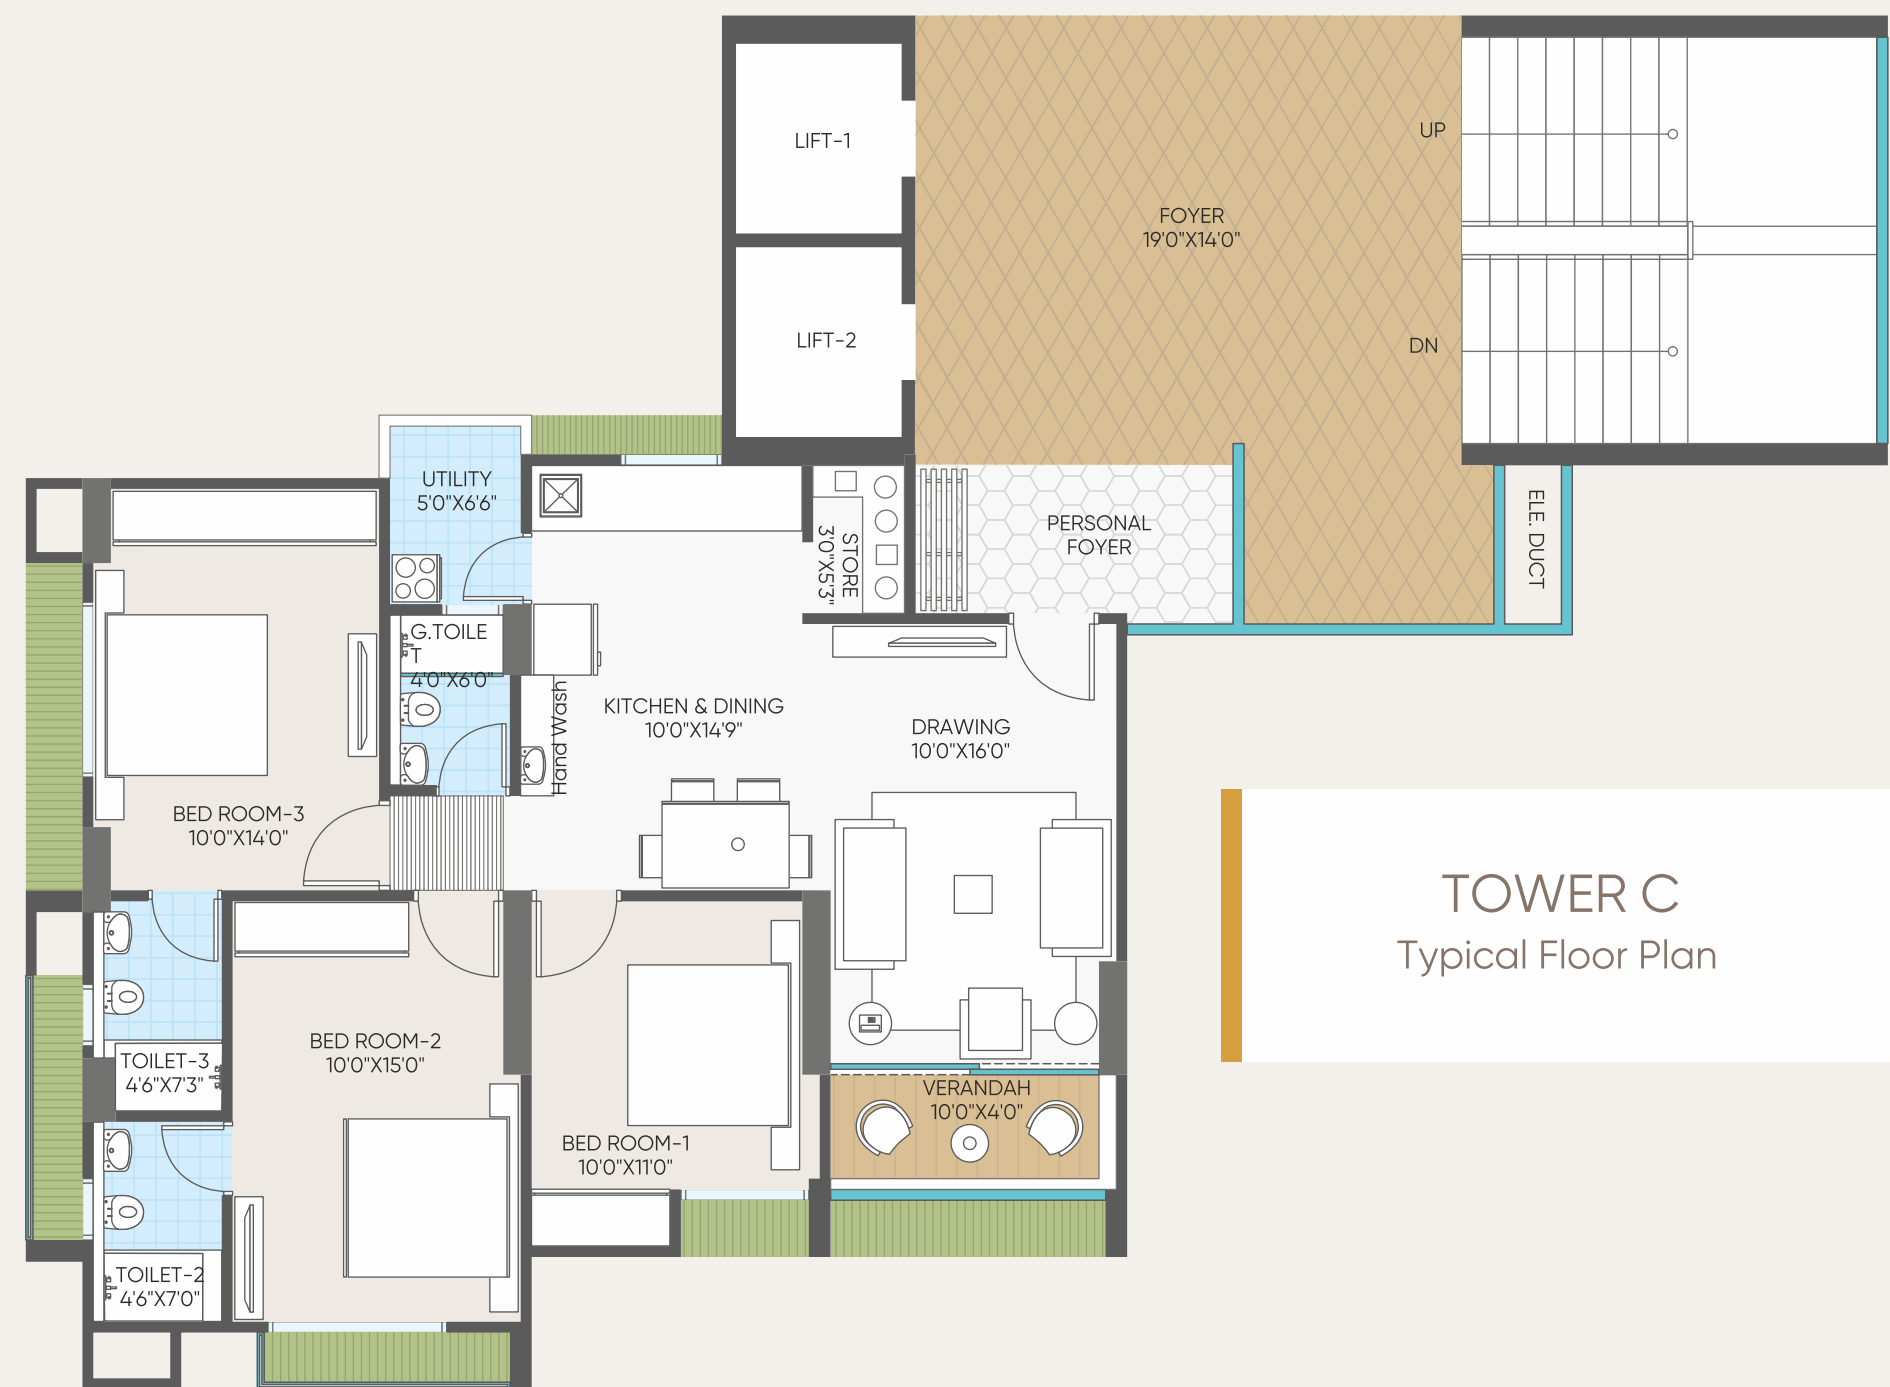 LIFT-1
UP
FOYER
19'0"X14'0"
LIFT-2
DN
UTILITY
5'0"X6'6"
STORE
3'0"X5'3"
PERSONAL
FOYER
ELE. DUCT
G.TOILE
T
4'0"X6'0"
Hand Wash
KITCHEN & DINING
10'0"X14'9"
DRAWING
10'0"X16'0"
BED ROOM-3
10'0"X14'0"
TOWER C
Typical Floor Plan
BED ROOM-2
10'0"X15'0"
TOILET-3
4'6"X7'3"
VERANDAH
10'0"X4'0"
BED ROOM-1
10'0"X11'0"
TOILET-2
4'6"X7'0"